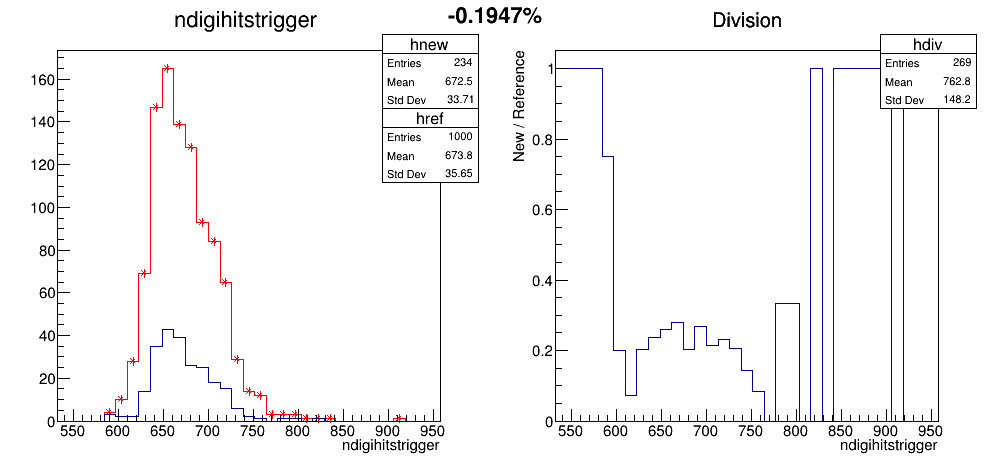 -0.1947%
ndigihitstrigger
hnew
Entries 234
Mean 672.5
Std Dev 33.71
href
Entries 1000
Mean 673.8
Std Dev 35.65
160
140
120
100
80
60
40
20
0
550 600 650 700 750 800 850 900 950
ndigihitstrigger
Division
hdiv
Entries 269
Mean 762.8
Std Dev 148.2
New / Reference
1
0.8
0.6
0.4
0.2
0
550 600 650 700 750 800 850 900 950
ndigihitstrigger